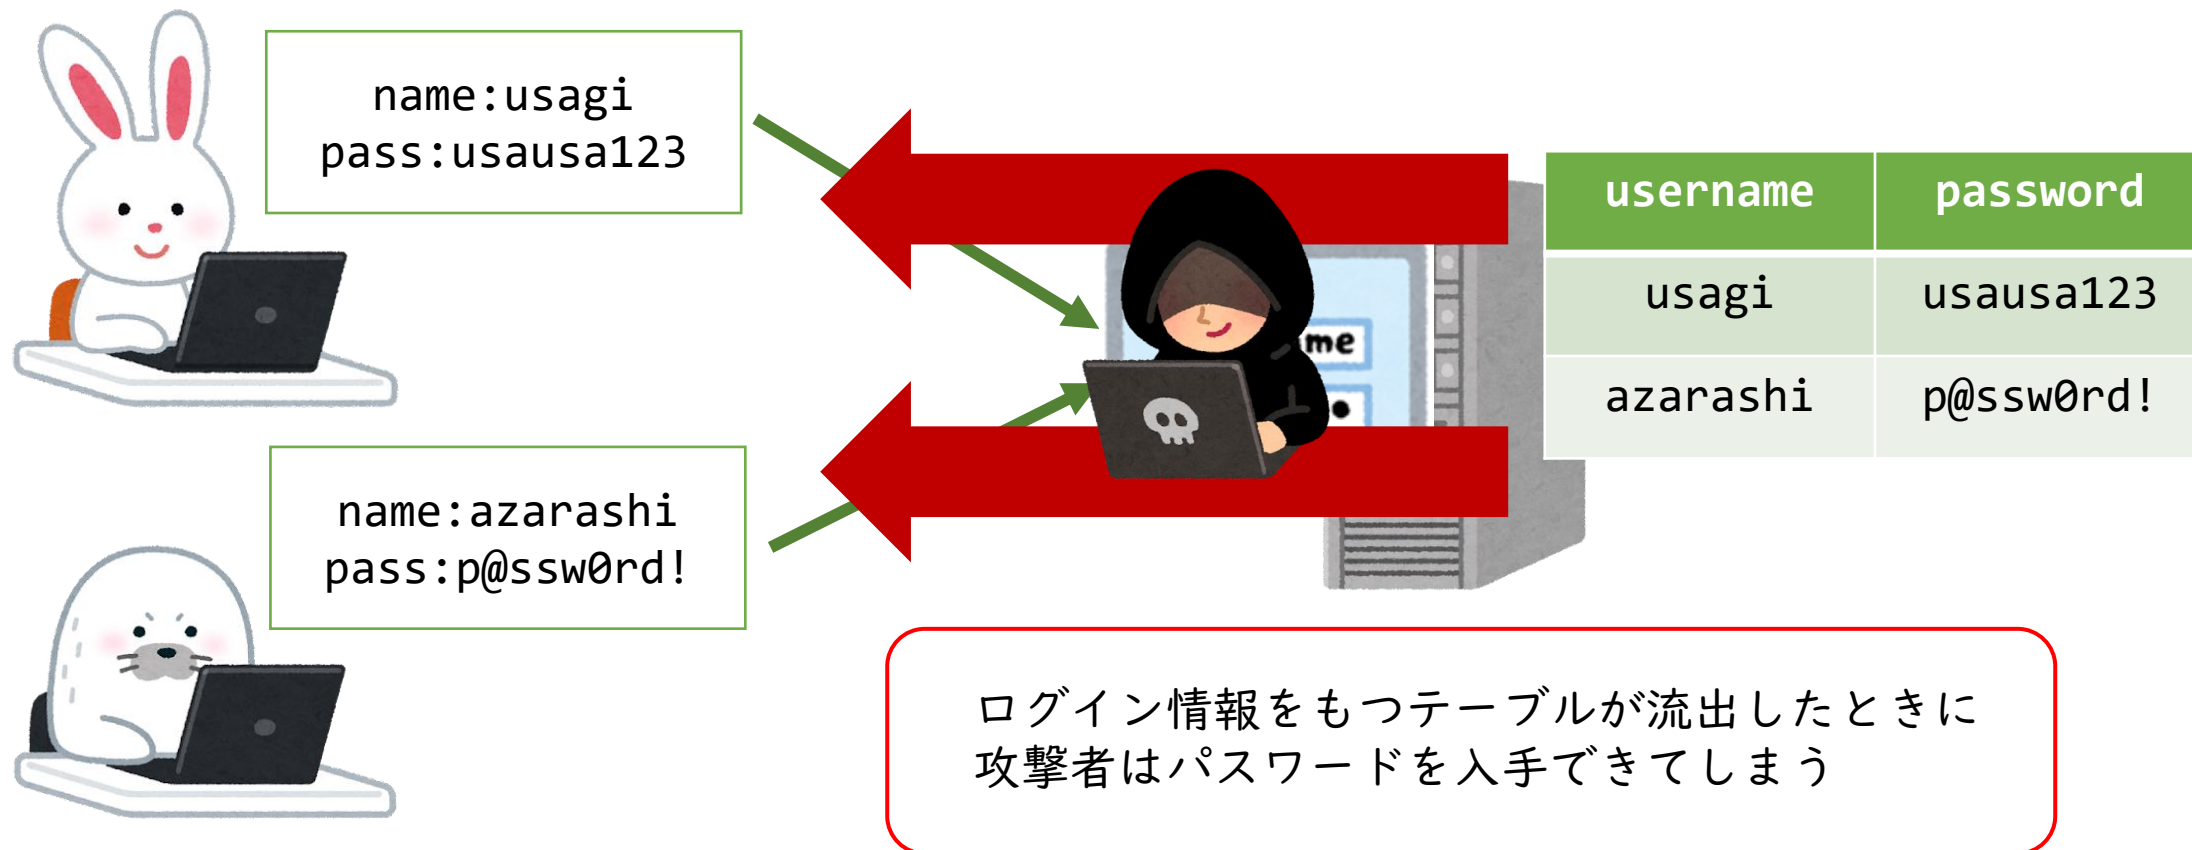 name:usagi
pass:usausa123
username password
usagi usausa123
azarashi p@ssw0rd!
me
name:azarashi
pass:p@ssw0rd!
ログイン情報をもつテーブルが流出したときに
攻撃者はパスワードを入手できてしまう